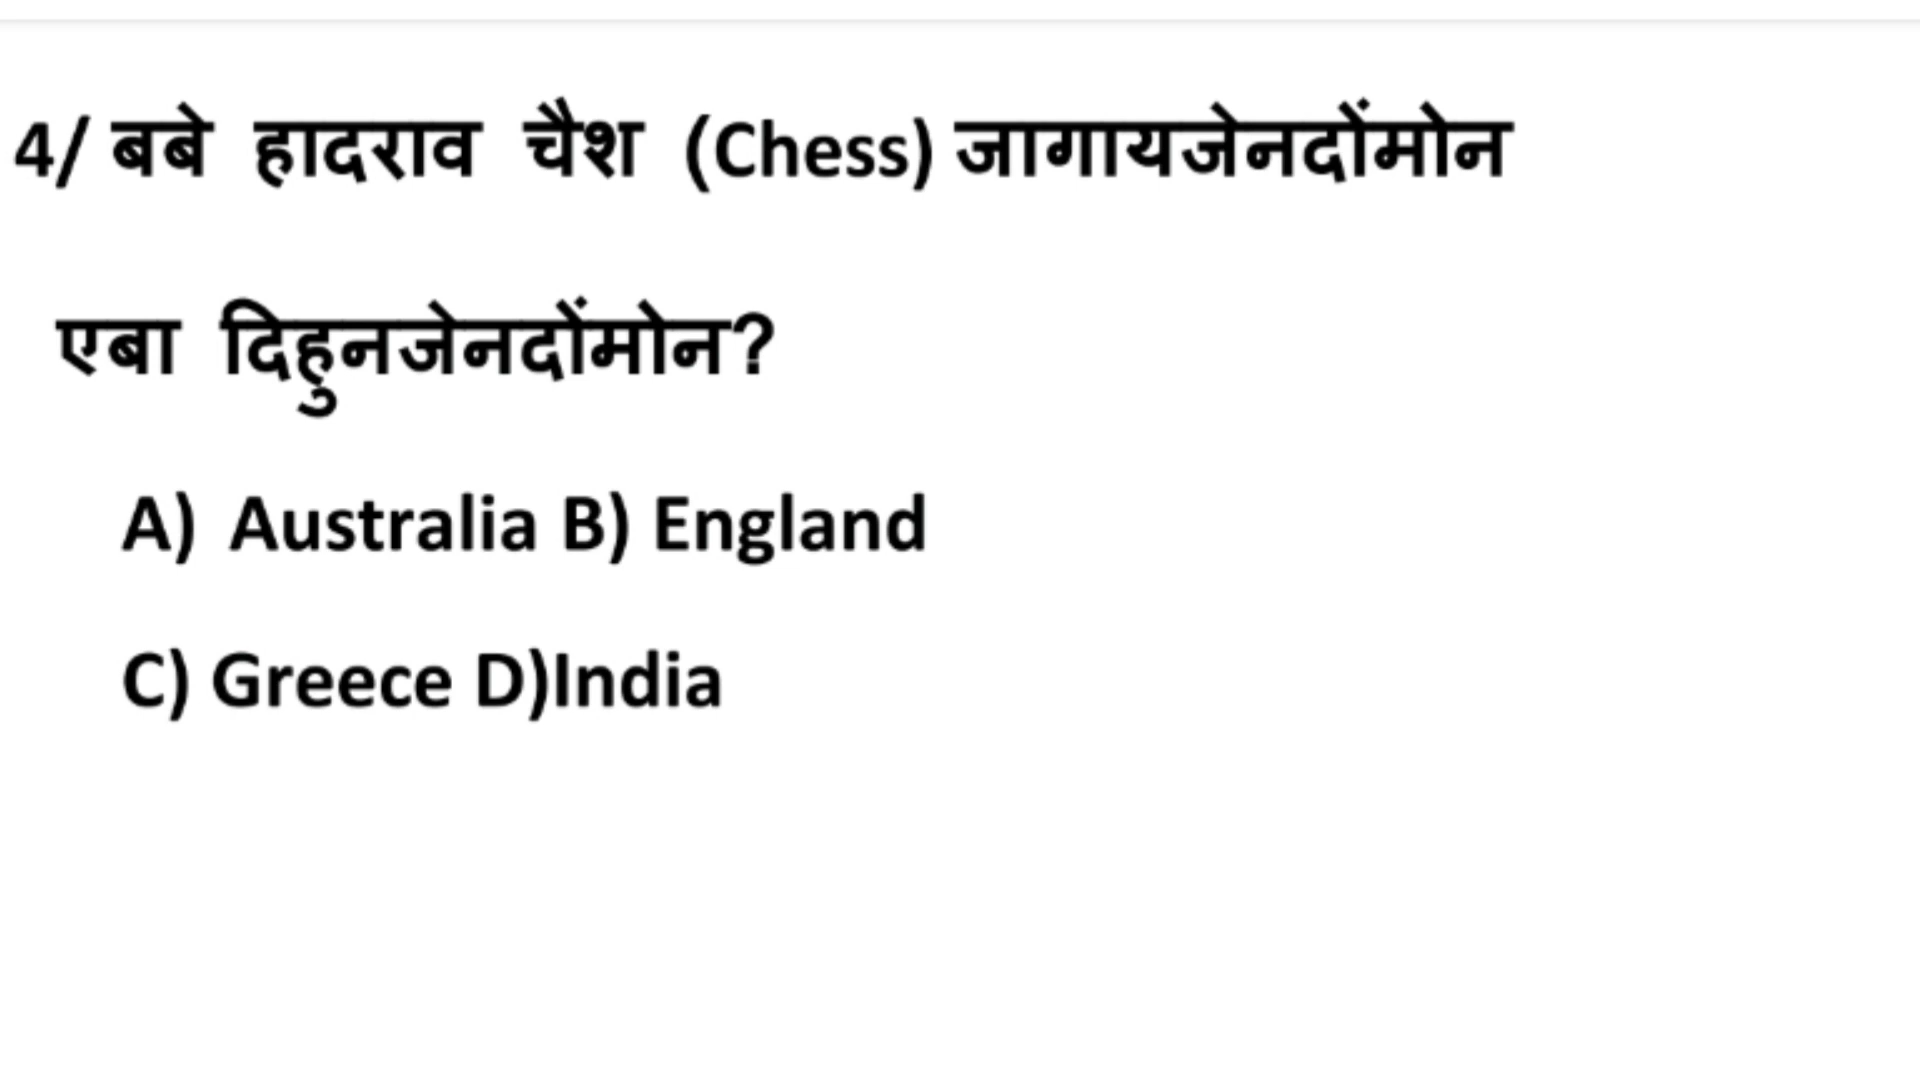 4/ बबे हादराव चैश (Chess) जागायजेनदोंमोन
एबा दिहुनजेनदोंमोन?
A) Australia B) England
C) Greece D)India